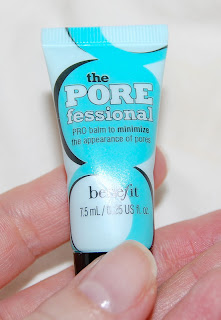 the
PORE
fessional
PRO balm to minimize
the appearance of pores
benefit
7.5 mL / 0.25 US fl. oz